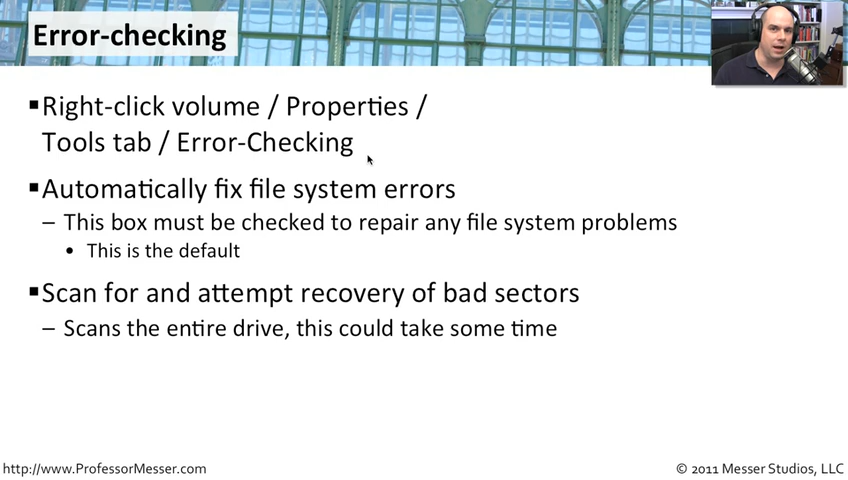 Error-checking
▪Right-click volume / Properties /
Tools tab / Error-Checking
▪Automatically fix file system errors
– This box must be checked to repair any file system problems
• This is the default
▪Scan for and attempt recovery of bad sectors
– Scans the entire drive, this could take some time
http://www.ProfessorMesser.com
© 2011 Messer Studios, LLC